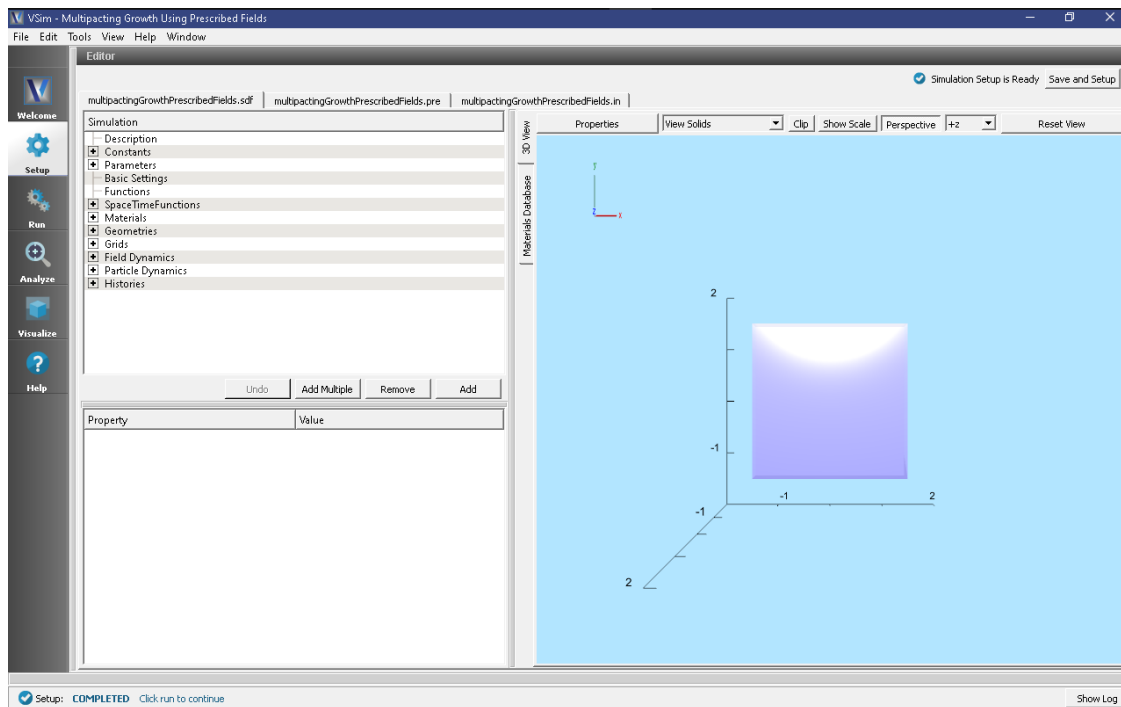 VSim - Multipacting Growth Using Prescribed Fields
File Edit Tools View Help Window
Editor
Simulation Setup is Ready Save and Setup
multipactingGrowthPrescribedFields.sdf multipactingGrowthPrescribedFields.pre multipactingGrowthPrescribedFields.in
Welcome
Setup
Run
Analyze
Visualize
Help
Simulation
Description
Constants
Parameters
Basic Settings
Functions
SpaceTimeFunctions
Materials
Geometries
Grids
Field Dynamics
Particle Dynamics
Histories
Undo Add Multiple Remove Add
Property Value
3D View
Materials Database
Properties View Solids Clip Show Scale Perspective +z Reset View
y
z x
2
-1
-1 2
-1
2
Setup: COMPLETED Click run to continue Show Log